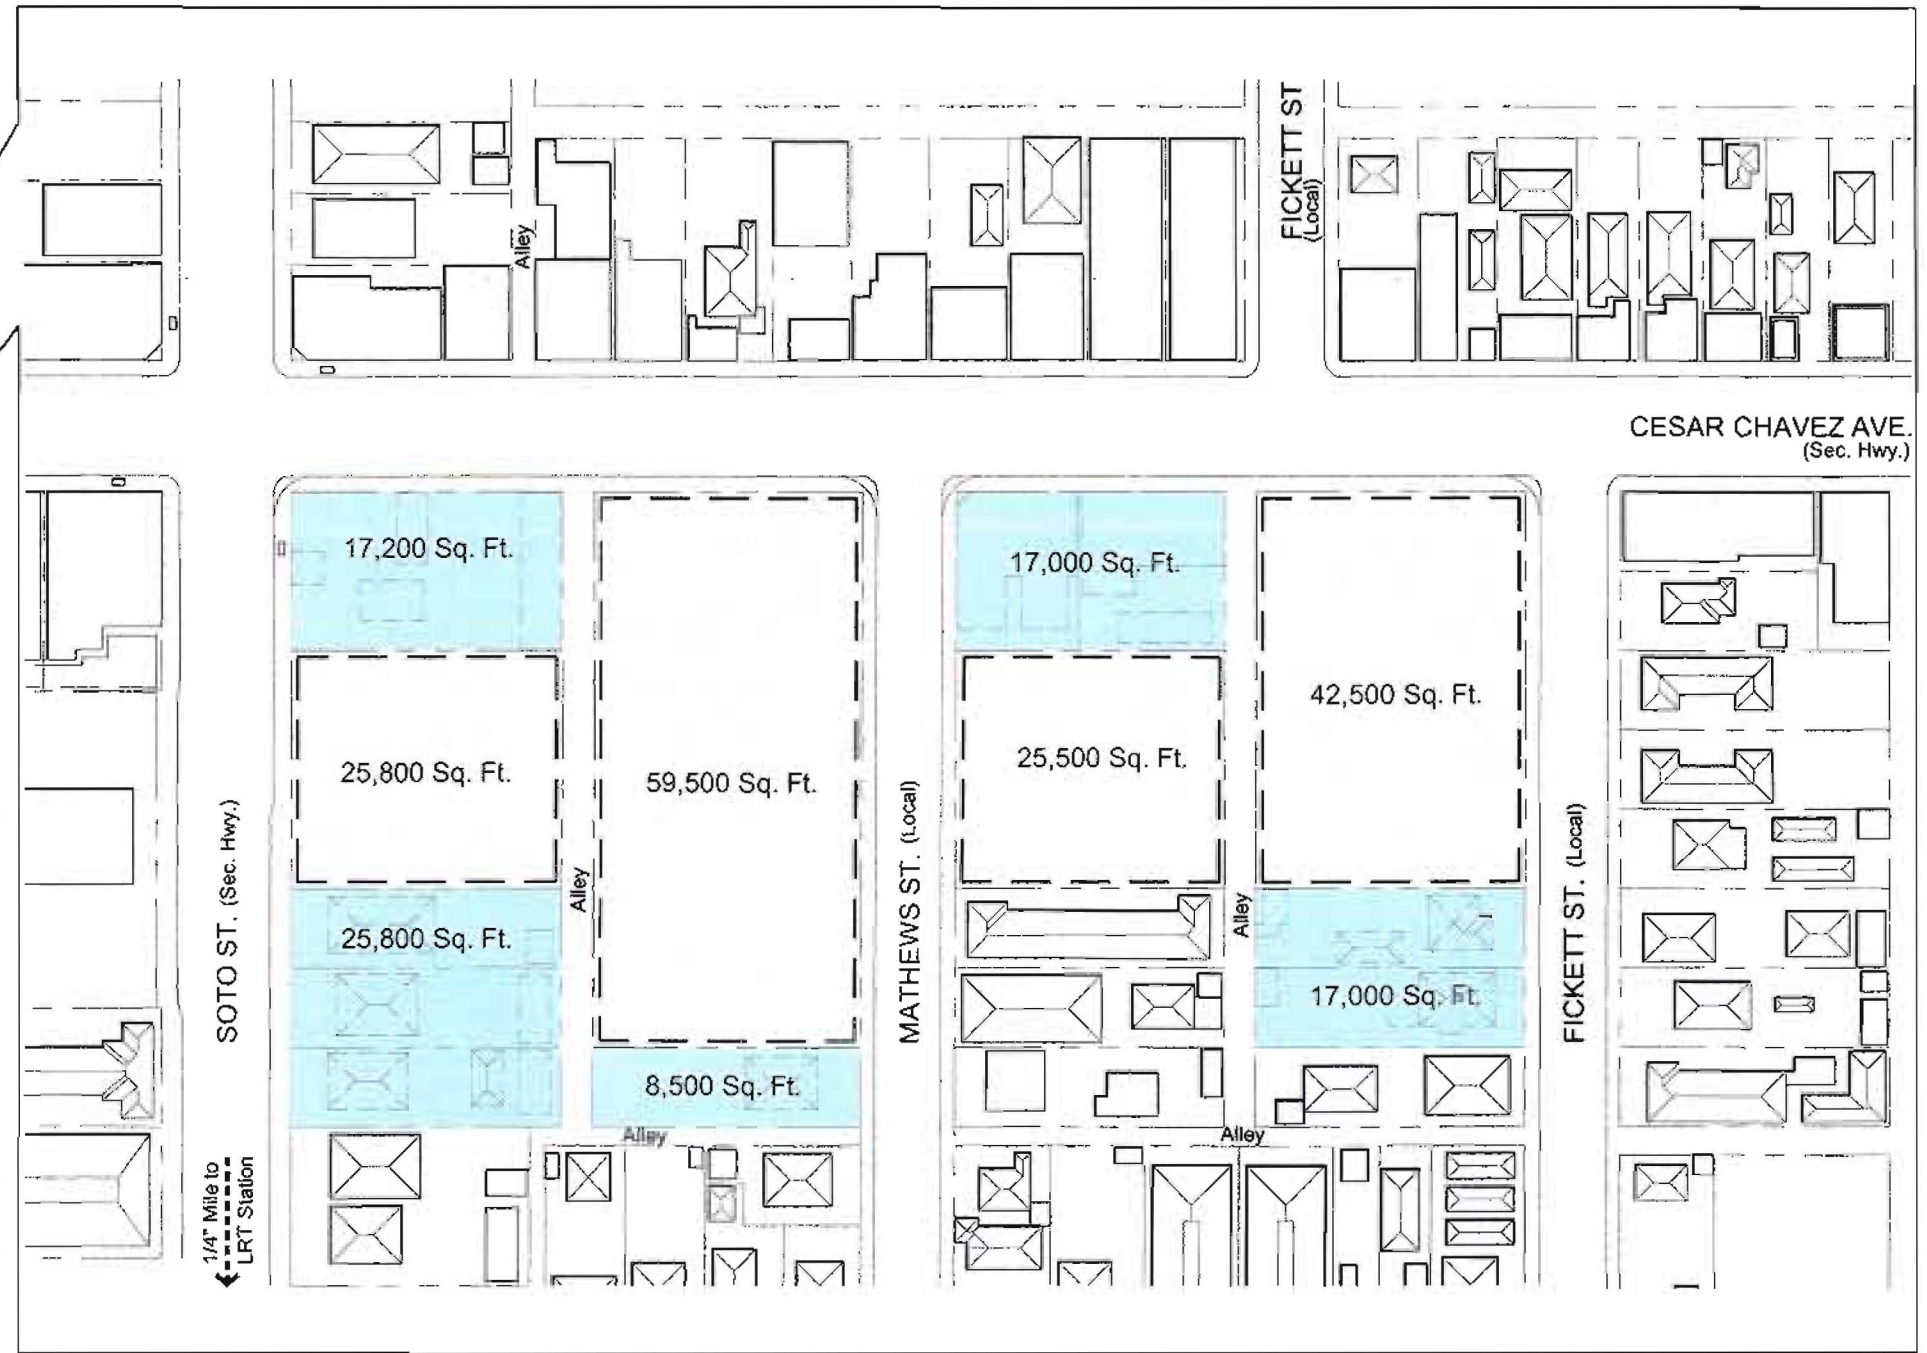 FICKETT ST
(Local)
Alley
CESAR CHAVEZ AVE.
(Sec. Hwy.)
17,200 Sq. Ft.
17,000 Sq. Ft.
42,500 Sq. Ft.
25,800 Sq. Ft.
59,500 Sq. Ft.
25,500 Sq. Ft.
SOTO ST. (Sec. Hwy.)
Alley
MATHEWS ST. (Local)
Alley
FICKETT ST. (Local)
25,800 Sq. Ft.
17,000 Sq. Ft.
8,500 Sq. Ft.
Alley
Alley
1/4" Mile to
LRT Station